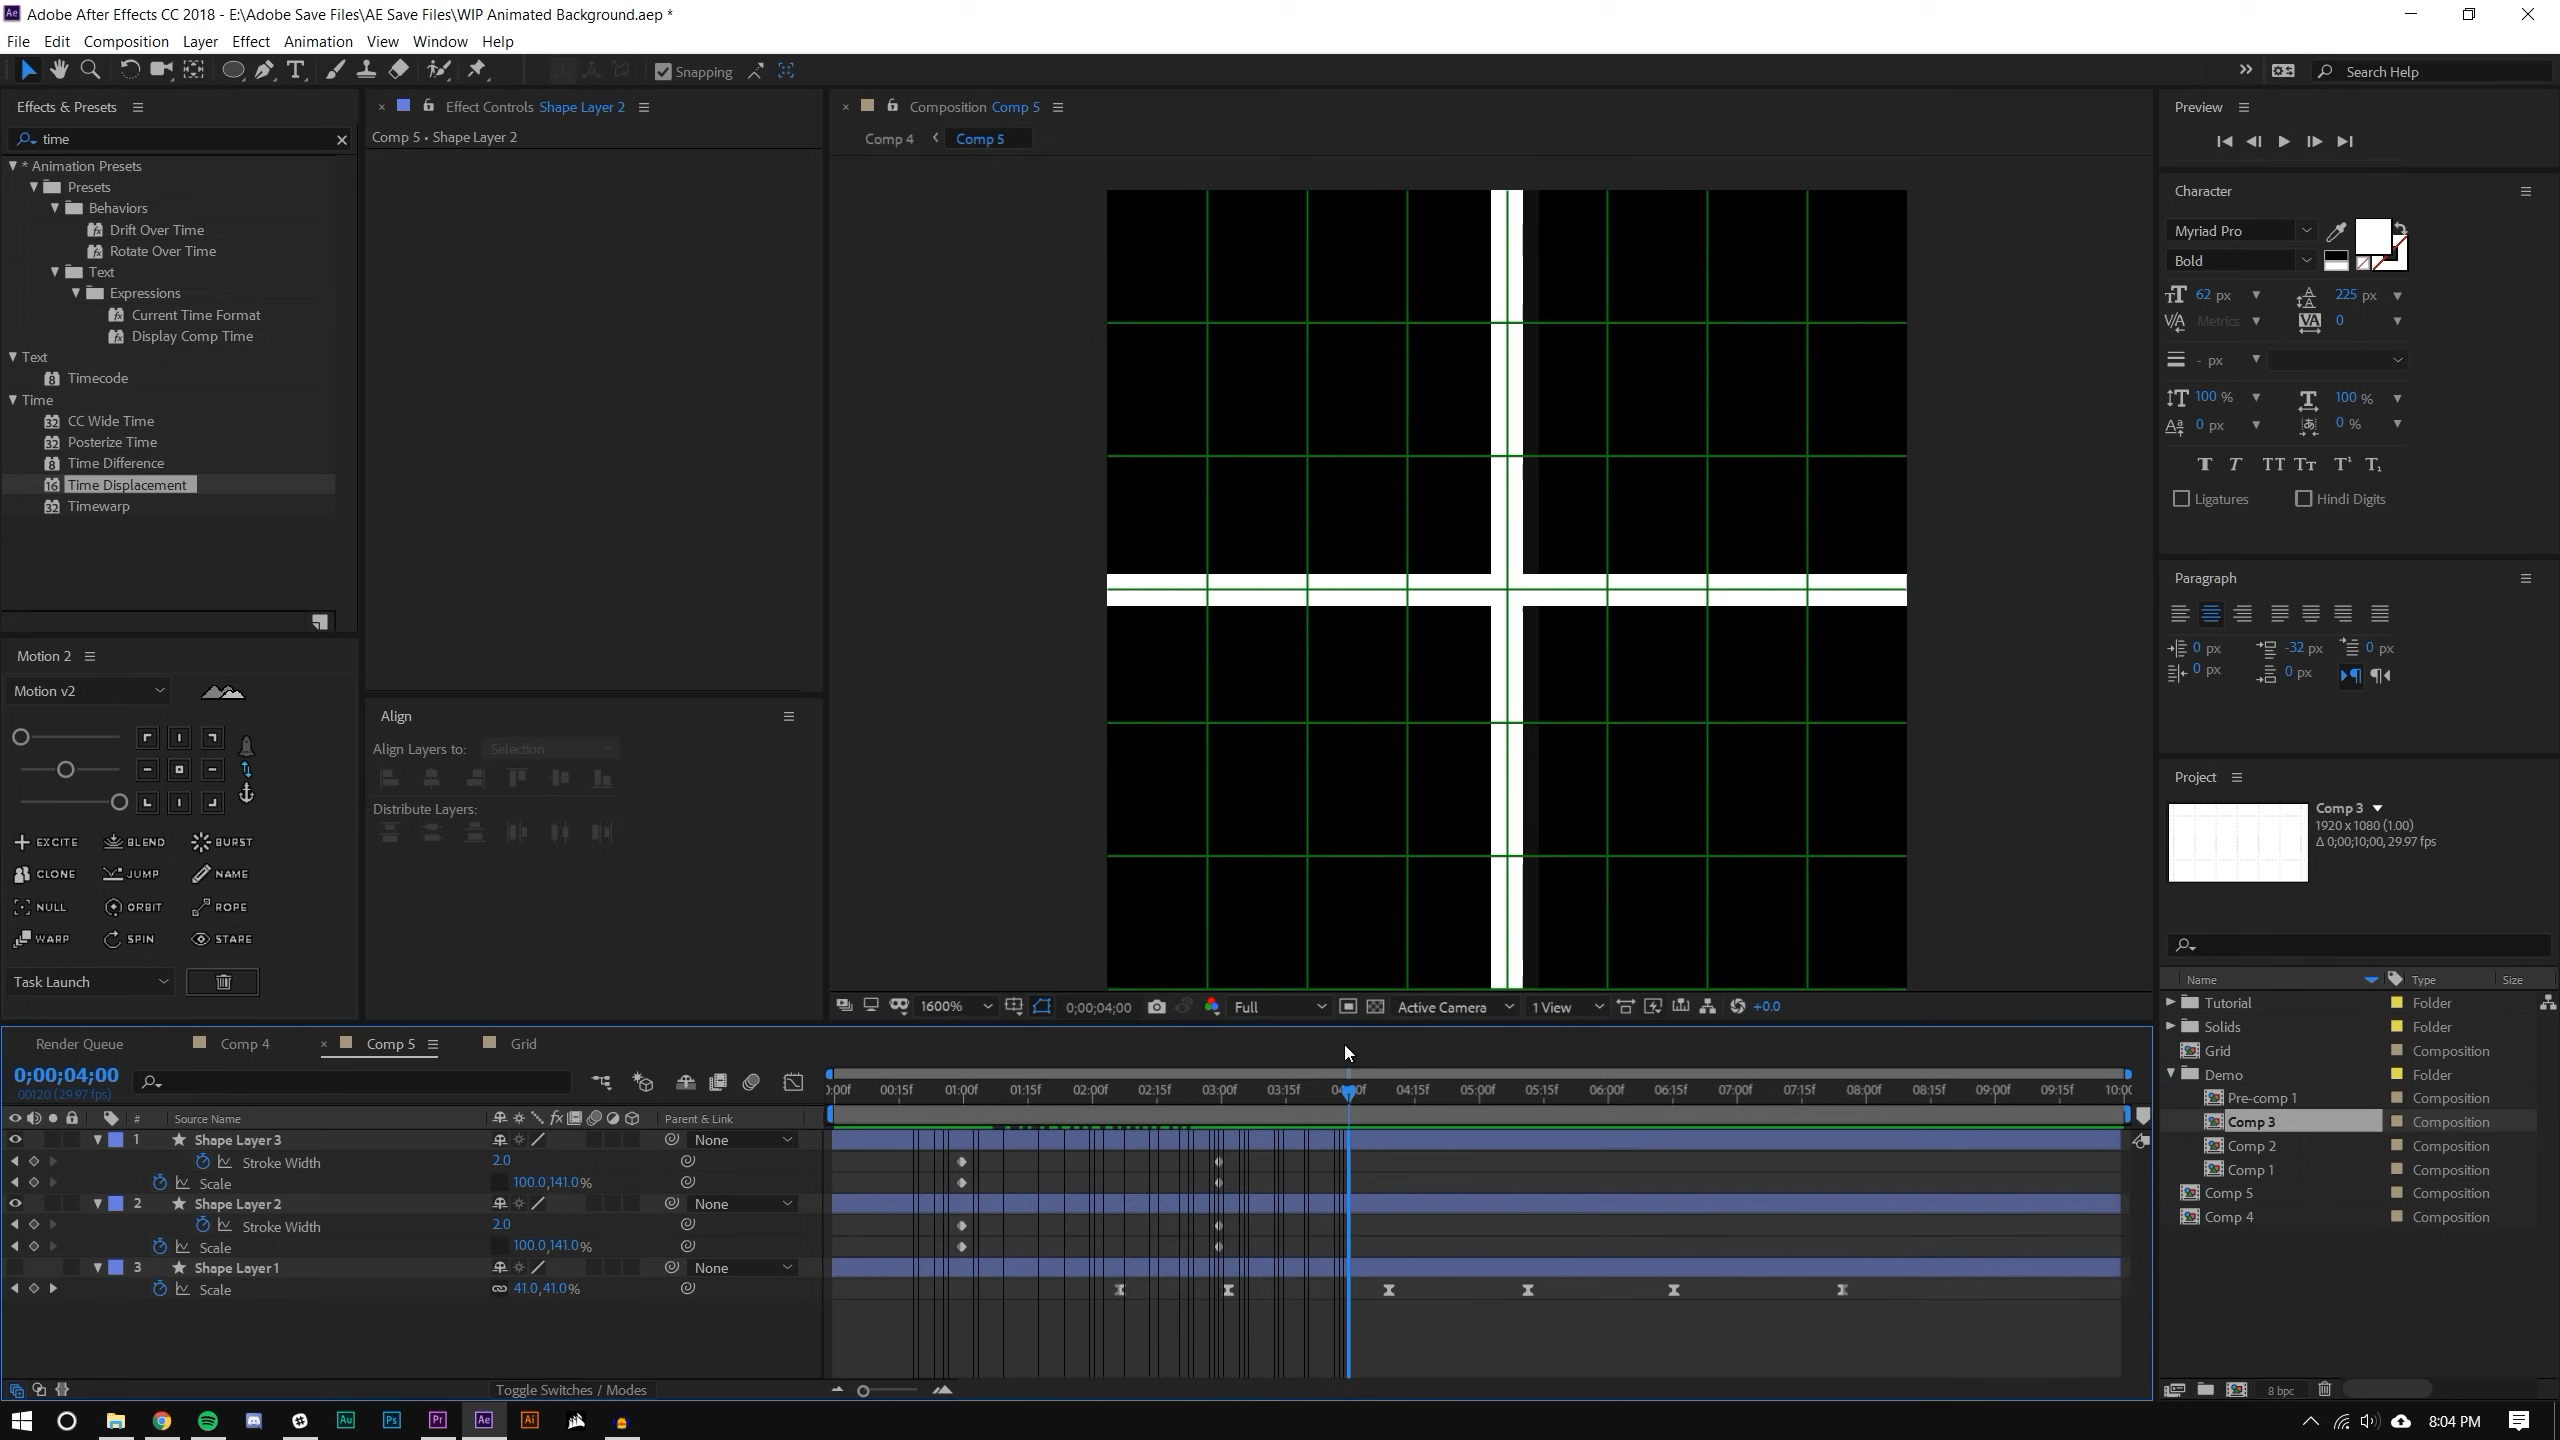 Adobe After Effects CC 2018 - E:\Adobe Save Files\AE Save Files\WIP Animated Background.aep *
File Edit Composition Layer Effect Animation View Window Help
Snapping
Search Help
Effects & Presets
time
* Animation Presets
Presets
Behaviors
Drift Over Time
Rotate Over Time
Text
Expressions
Current Time Format
Display Comp Time
Text
Timecode
Time
CC Wide Time
Posterize Time
Time Difference
Time Displacement
Timewarp
Motion 2
Motion v2
EXCITE BLEND BURST
CLONE JUMP NAME
NULL ORBIT ROPE
WARP SPIN STARE
Task Launch
Effect Controls Shape Layer 2
Comp 5 • Shape Layer 2
Align
Align Layers to: Selection
Distribute Layers:
Composition Comp 5
Comp 4 Comp 5
1600% 0;00;04;00 Full Active Camera 1 View +0.0
Preview
Character
Myriad Pro
Bold
62 px 225 px
Metrics 0
- px
100 % 100 %
0 px 0 %
Ligatures Hindi Digits
Paragraph
0 px -32 px 0 px
0 px 0 px
Project
Comp 3
1920 x 1080 (1.00)
Δ 0;00;10;00, 29.97 fps
Name Type Size
Tutorial Folder
Solids Folder
Grid Composition
Demo Folder
Pre-comp 1 Composition
Comp 3 Composition
Comp 2 Composition
Comp 1 Composition
Comp 5 Composition
Comp 4 Composition
8 bpc
Render Queue Comp 4 Comp 5 Grid
0;00;04;00
00120 (29.97 fps)
:00f 00:15f 01:00f 01:15f 02:00f 02:15f 03:00f 03:15f 04:00f 04:15f 05:00f 05:15f 06:00f 06:15f 07:00f 07:15f 08:00f 08:15f 09:00f 09:15f 10:00
# Source Name Parent & Link
1 Shape Layer 3 None
Stroke Width 2.0
Scale 100.0,141.0%
2 Shape Layer 2 None
Stroke Width 2.0
Scale 100.0,141.0%
3 Shape Layer 1 None
Scale 41.0,41.0%
Toggle Switches / Modes
Au Ps Pr Ae Ai
8:04 PM